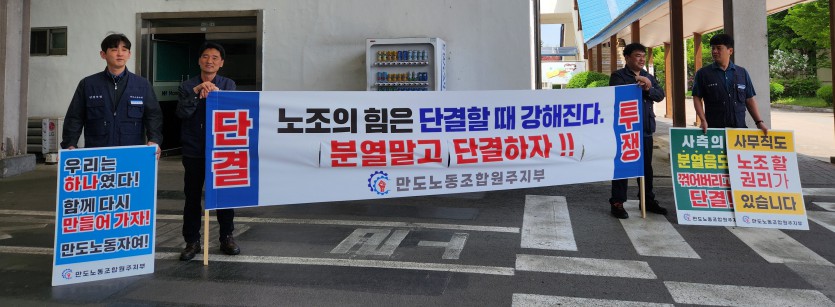 우리는
하나였다!
함께 다시
만들어 가자!
만도노동자여!
만도노동조합원주지부
단결
노조의 힘은 단결할 때 강해진다.
분열말고 단결하자 !!
만도노동조합원주지부
투쟁
사측의
분열음모
꺾어버리고
단결
만도노동조합원주지부
사무직도
노조 할
권리가
있습니다
만도노동조합원주지부